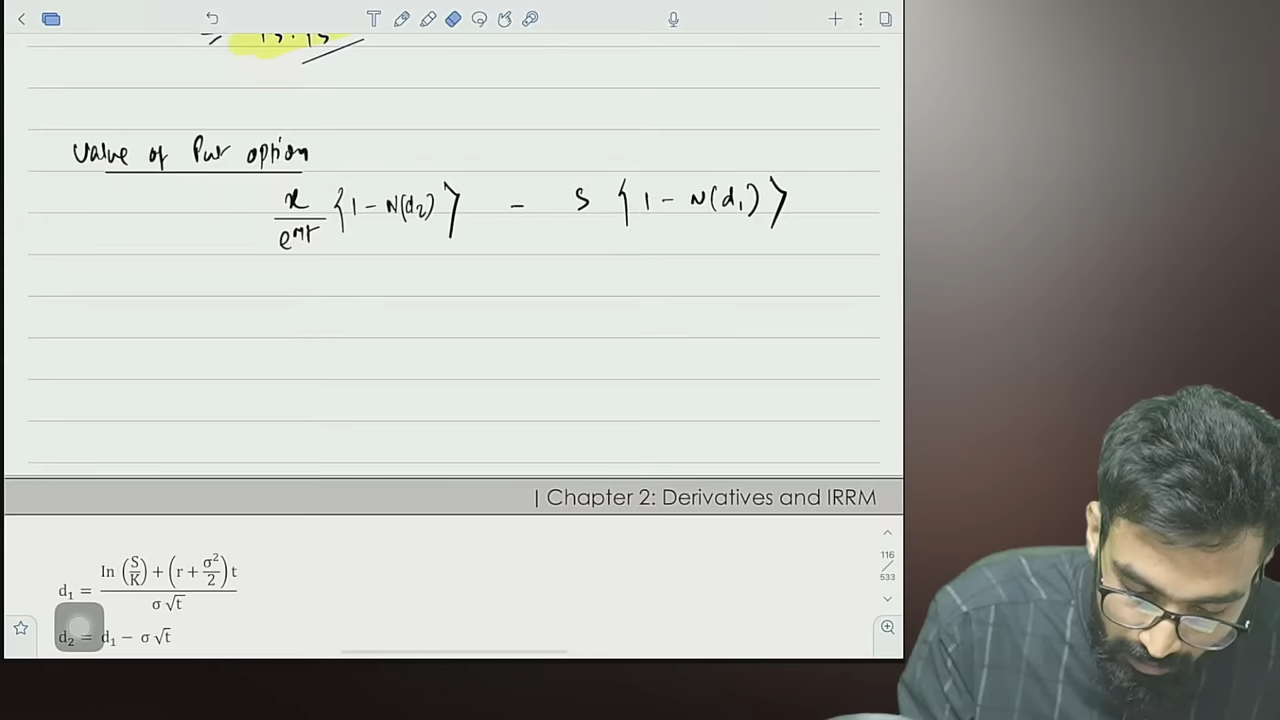 Value of Put option
x/e^rt {1 - N(d₂)} - S {1 - N(d₁)}
| Chapter 2: Derivatives and IRRM
d₁ = ln (S/K) + (r + σ²/2) t / σ √t
116
/
533
d₂ = d₁ − σ √t